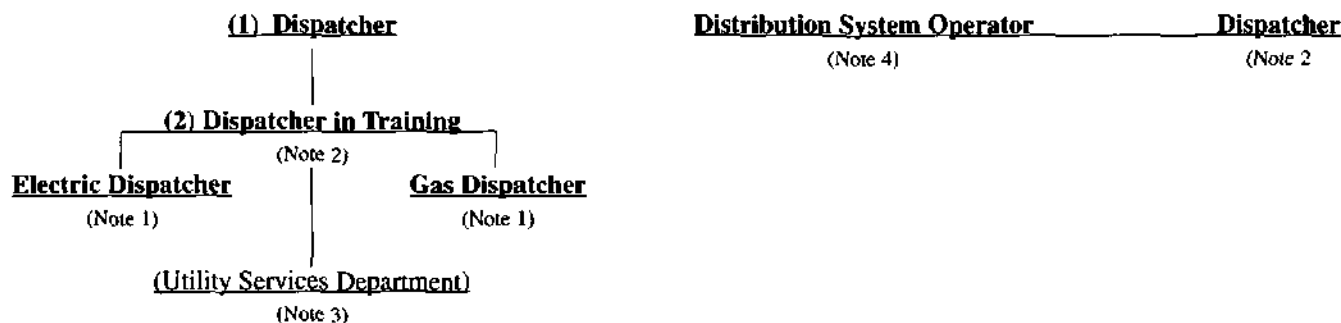 (1) Dispatcher
Distribution System Operator Dispatcher
(Note 4) (Note 2
(2) Dispatcher in Training
(Note 2)
Electric Dispatcher Gas Dispatcher
(Note 1) (Note 1)
(Utility Services Department)
(Note 3)